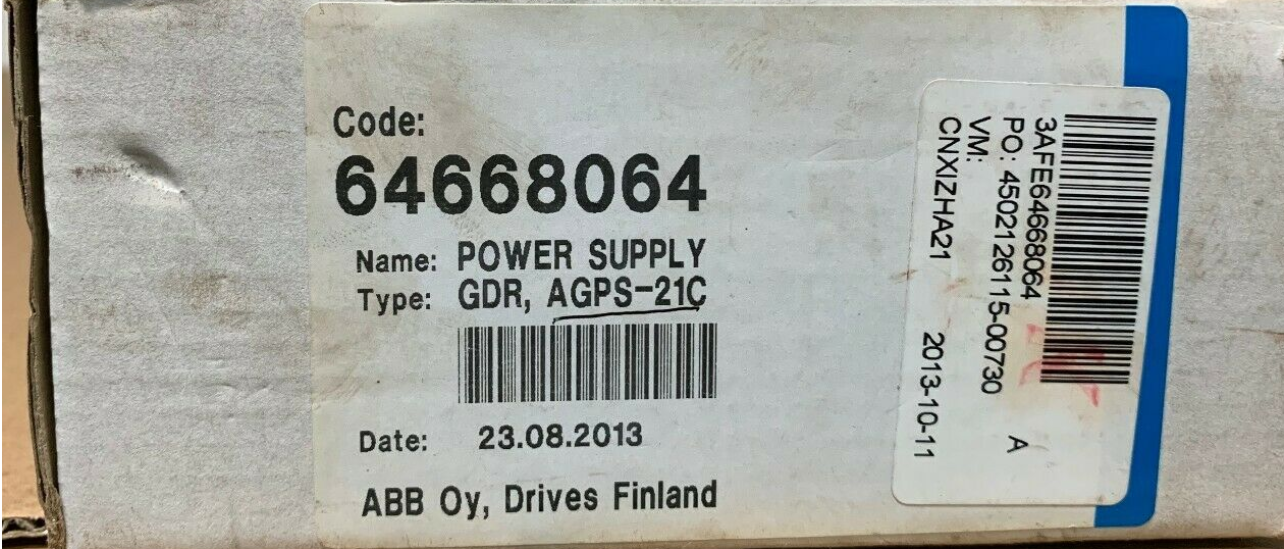 Code:
64668064
Name: POWER SUPPLY
Type: GDR, AGPS-21C
Date: 23.08.2013
ABB Oy, Drives Finland
3AFE64668064 A
PO: 4502126115-00730
VM:
CNXIZHA21 2013-10-11